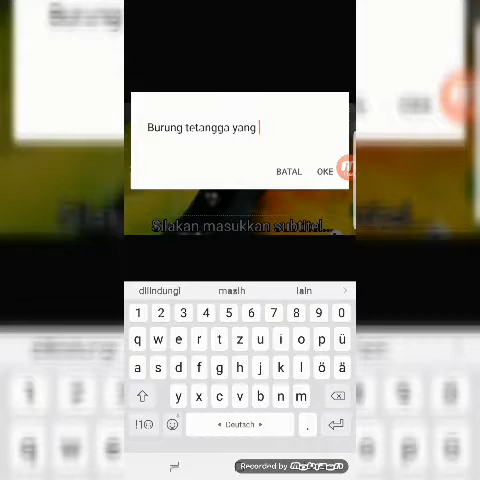 Burung tetangga yang
BATAL OKE
Silakan masukkan subtitel...
dilindungi masih lain
1 2 3 4 5 6 7 8 9 0
q w e r t z u i o p ü
a s d f g h j k l ö ä
y x c v b n m
!1☺ Deutsch .
Recorded by Mobizen